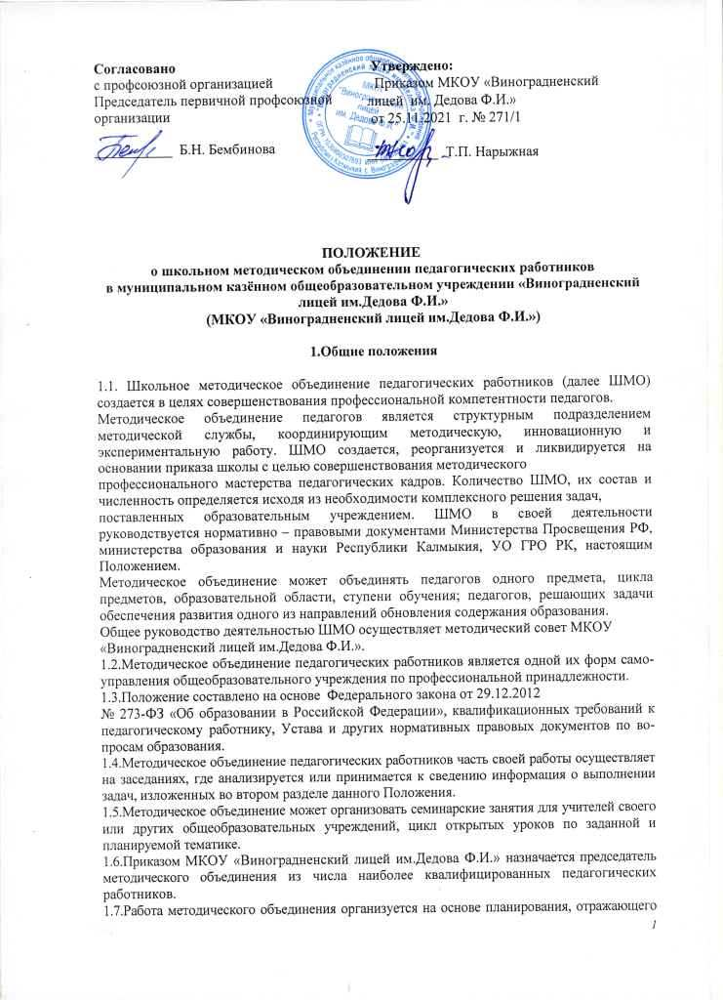 Согласовано
с профсоюзной организацией
Председатель первичной профсоюзной
организации
Б.Н. Бембинова
Утверждено:
Приказом МКОУ «Виноградненский
лицей им. Дедова Ф.И.»
от 25.11.2021 г. № 271/1
Т.П. Нарыжная
МКОУ
"Виноградненский
лицей
им. Дедова Ф.И."
ПОЛОЖЕНИЕ
о школьном методическом объединении педагогических работников
в муниципальном казённом общеобразовательном учреждении «Виноградненский
лицей им.Дедова Ф.И.»
(МКОУ «Виноградненский лицей им.Дедова Ф.И.»)
1.Общие положения
1.1. Школьное методическое объединение педагогических работников (далее ШМО)
создается в целях совершенствования профессиональной компетентности педагогов.
Методическое объединение педагогов является структурным подразделением
методической службы, координирующим методическую, инновационную и
экспериментальную работу. ШМО создается, реорганизуется и ликвидируется на
основании приказа школы с целью совершенствования методического
профессионального мастерства педагогических кадров. Количество ШМО, их состав и
численность определяется исходя из необходимости комплексного решения задач,
поставленных образовательным учреждением. ШМО в своей деятельности
руководствуется нормативно – правовыми документами Министерства Просвещения РФ,
министерства образования и науки Республики Калмыкия, УО ГРО РК, настоящим
Положением.
Методическое объединение может объединять педагогов одного предмета, цикла
предметов, образовательной области, ступени обучения; педагогов, решающих задачи
обеспечения развития одного из направлений обновления содержания образования.
Общее руководство деятельностью ШМО осуществляет методический совет МКОУ
«Виноградненский лицей им.Дедова Ф.И.».
1.2.Методическое объединение педагогических работников является одной их форм само-
управления общеобразовательного учреждения по профессиональной принадлежности.
1.3.Положение составлено на основе Федерального закона от 29.12.2012
№ 273-ФЗ «Об образовании в Российской Федерации», квалификационных требований к
педагогическому работнику, Устава и других нормативных правовых документов по во-
просам образования.
1.4.Методическое объединение педагогических работников часть своей работы осуществляет
на заседаниях, где анализируется или принимается к сведению информация о выполнении
задач, изложенных во втором разделе данного Положения.
1.5.Методическое объединение может организовать семинарские занятия для учителей своего
или других общеобразовательных учреждений, цикл открытых уроков по заданной и
планируемой тематике.
1.6.Приказом МКОУ «Виноградненский лицей им.Дедова Ф.И.» назначается председатель
методического объединения из числа наиболее квалифицированных педагогических
работников.
1.7.Работа методического объединения организуется на основе планирования, отражающего
1